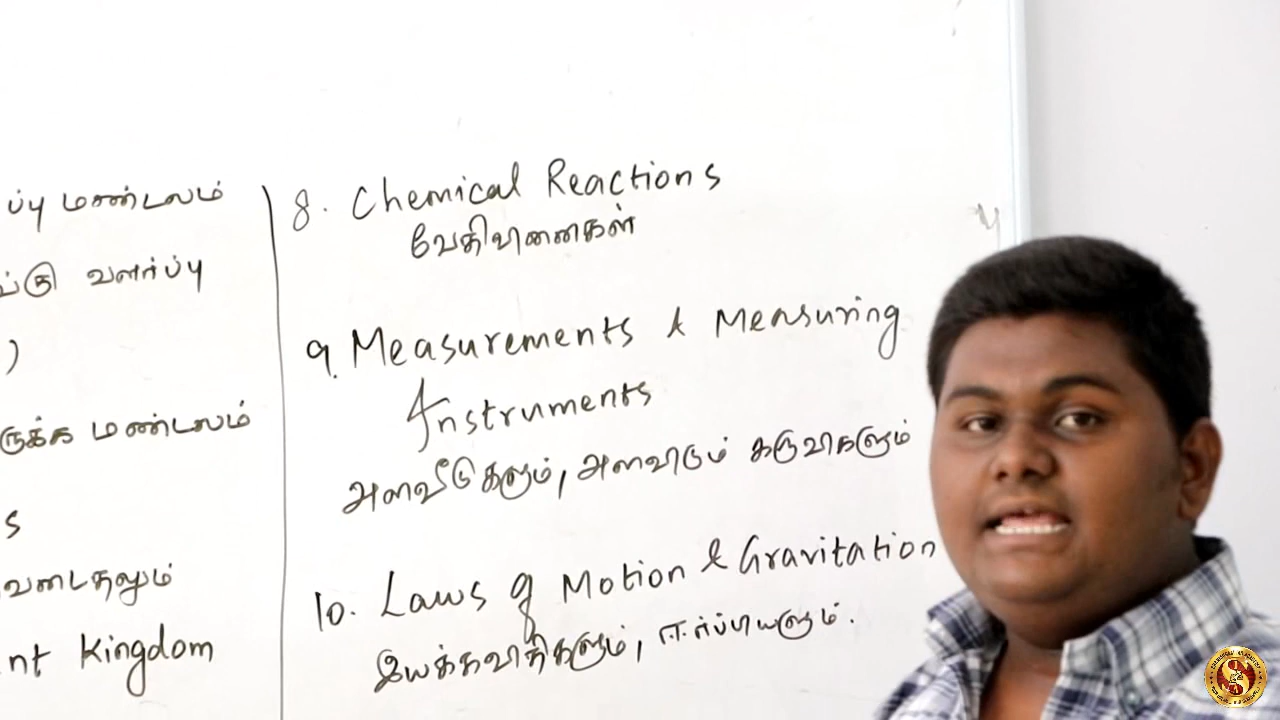 ப்பு மண்டலம்
வளர்ப்பு
)
ருக்க மண்டலம்
s
வடைதலும்
nt Kingdom
8. Chemical Reactions
வேதிவினைகள்
9. Measurements & Measuring
Instruments
அளவீடுகளும், அளவிடும் கருவிகளும்
10. Laws of Motion & Gravitation
இயக்கவிதிகளும், ஈர்ப்பியளும்.